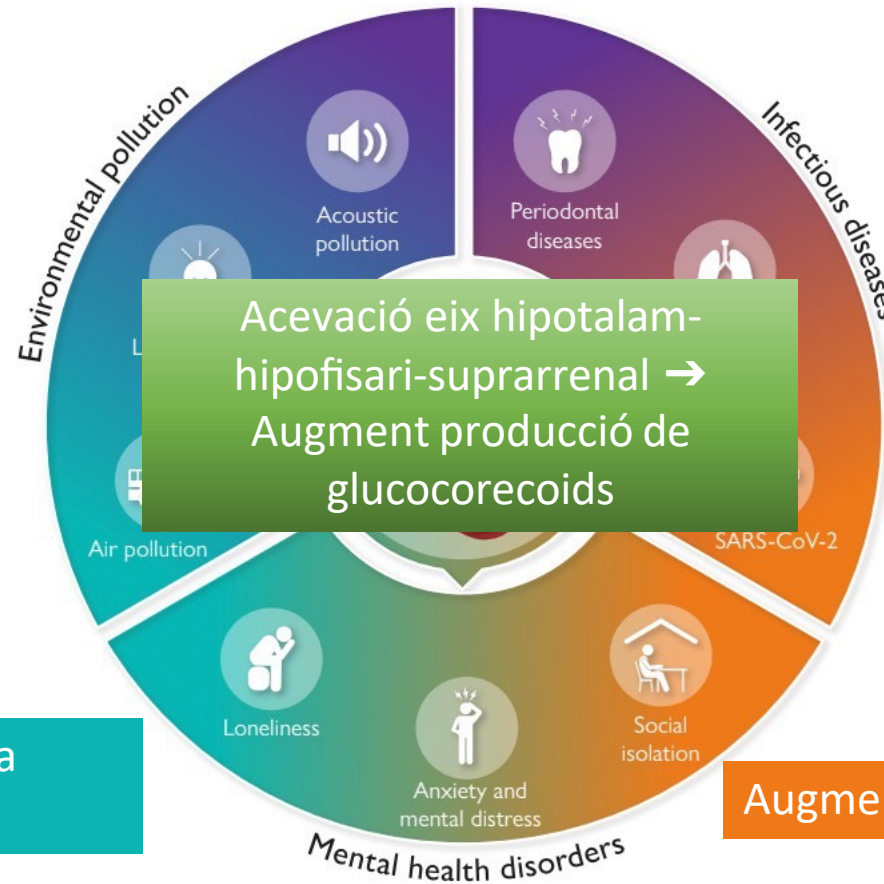 Environmental pollution
Infectious diseases
Acoustic
pollution
Periodontal
diseases
L
Acevació eix hipotalam-
hipofisari-suprarrenal ➔
Augment producció de
glucocorecoids
Air pollution
SARS-CoV-2
Loneliness
Social
isolation
Anxiety and
mental distress
a
Augme
Mental health disorders